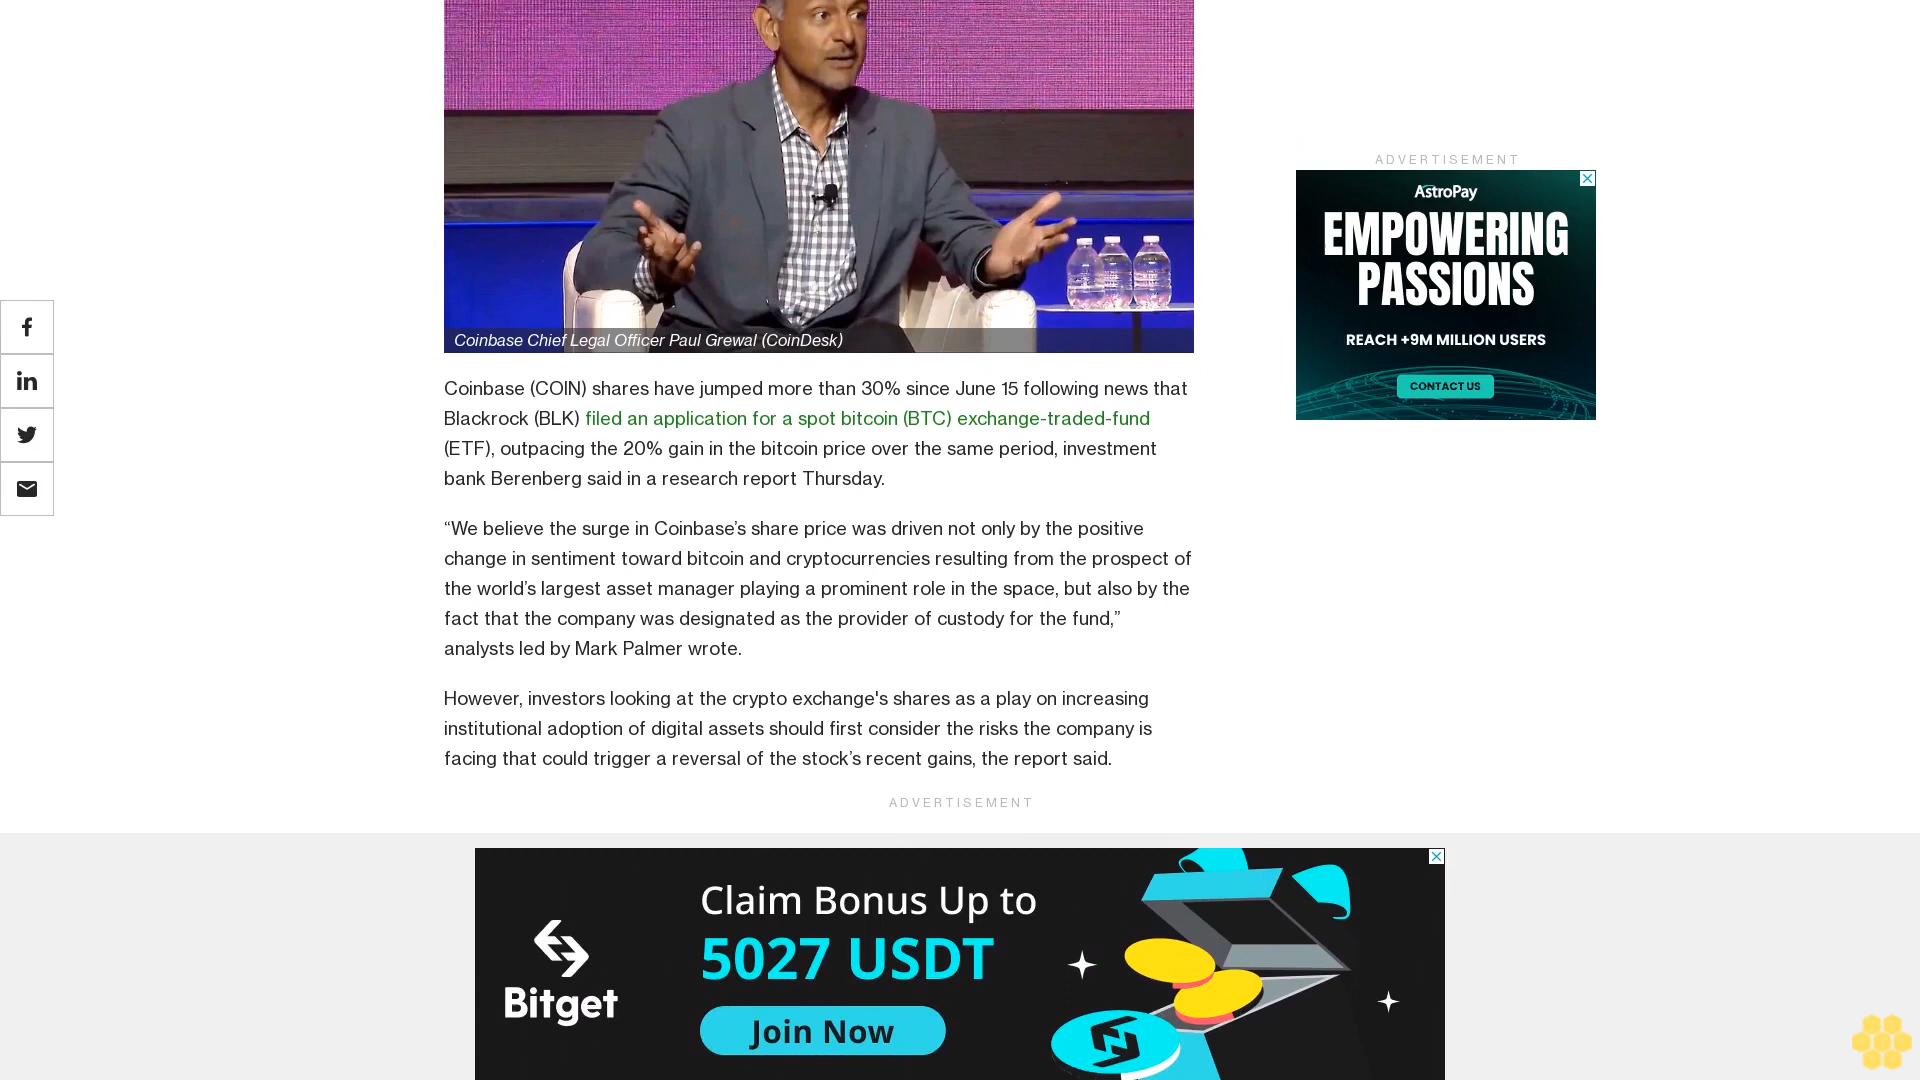 Coinbase Chief Legal Officer Paul Grewal (CoinDesk)
Coinbase (COIN) shares have jumped more than 30% since June 15 following news that
Blackrock (BLK) filed an application for a spot bitcoin (BTC) exchange-traded-fund
(ETF), outpacing the 20% gain in the bitcoin price over the same period, investment
bank Berenberg said in a research report Thursday.
“We believe the surge in Coinbase’s share price was driven not only by the positive
change in sentiment toward bitcoin and cryptocurrencies resulting from the prospect of
the world’s largest asset manager playing a prominent role in the space, but also by the
fact that the company was designated as the provider of custody for the fund,”
analysts led by Mark Palmer wrote.
However, investors looking at the crypto exchange's shares as a play on increasing
institutional adoption of digital assets should first consider the risks the company is
facing that could trigger a reversal of the stock’s recent gains, the report said.
ADVERTISEMENT
AstroPay
EMPOWERING
PASSIONS
REACH +9M MILLION USERS
CONTACT US
ADVERTISEMENT
Bitget
Claim Bonus Up to
5027 USDT
Join Now